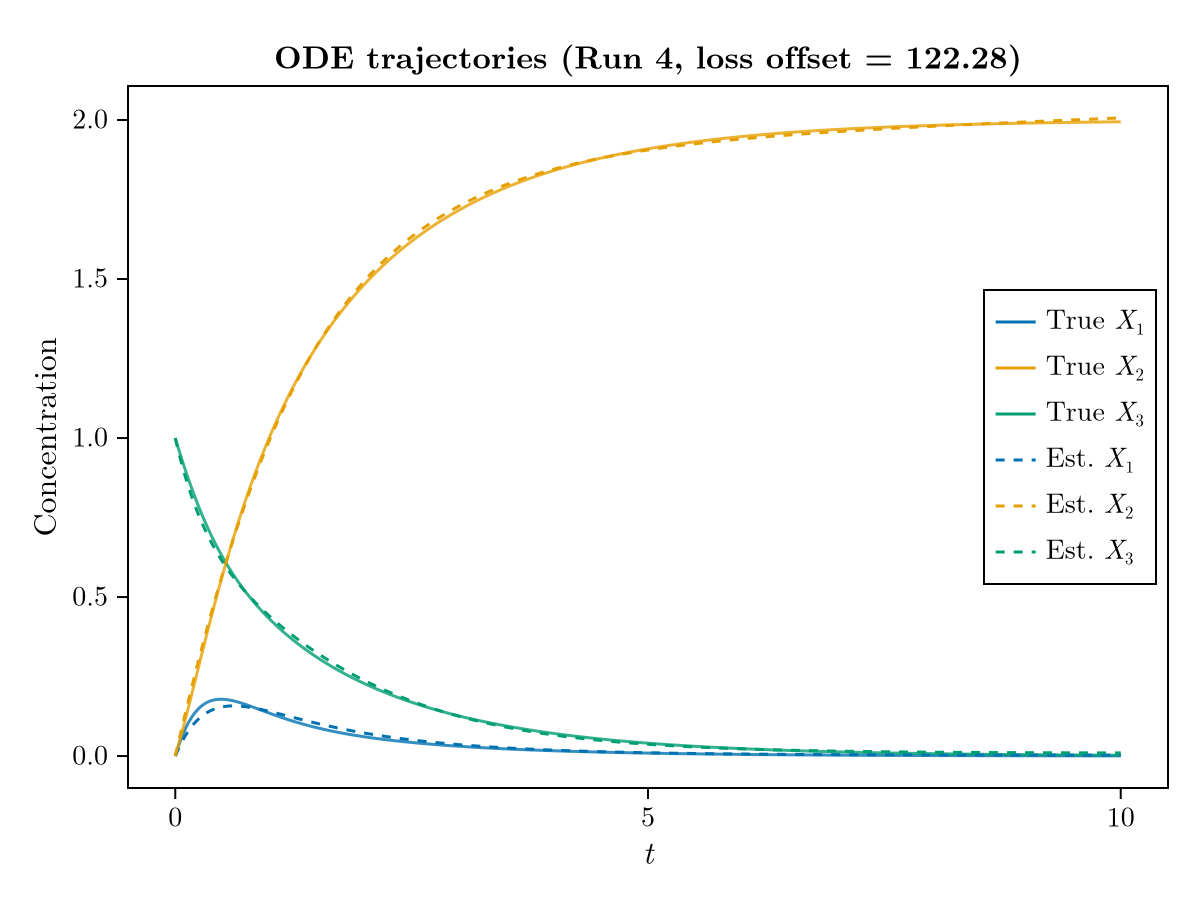 ODE trajectories (Run 4, loss offset = 122.28)
Concentration
2.0
1.5
1.0
0.5
0.0
True X₁
True X₂
True X₃
Est. X₁
Est. X₂
Est. X₃
0
5
10
t